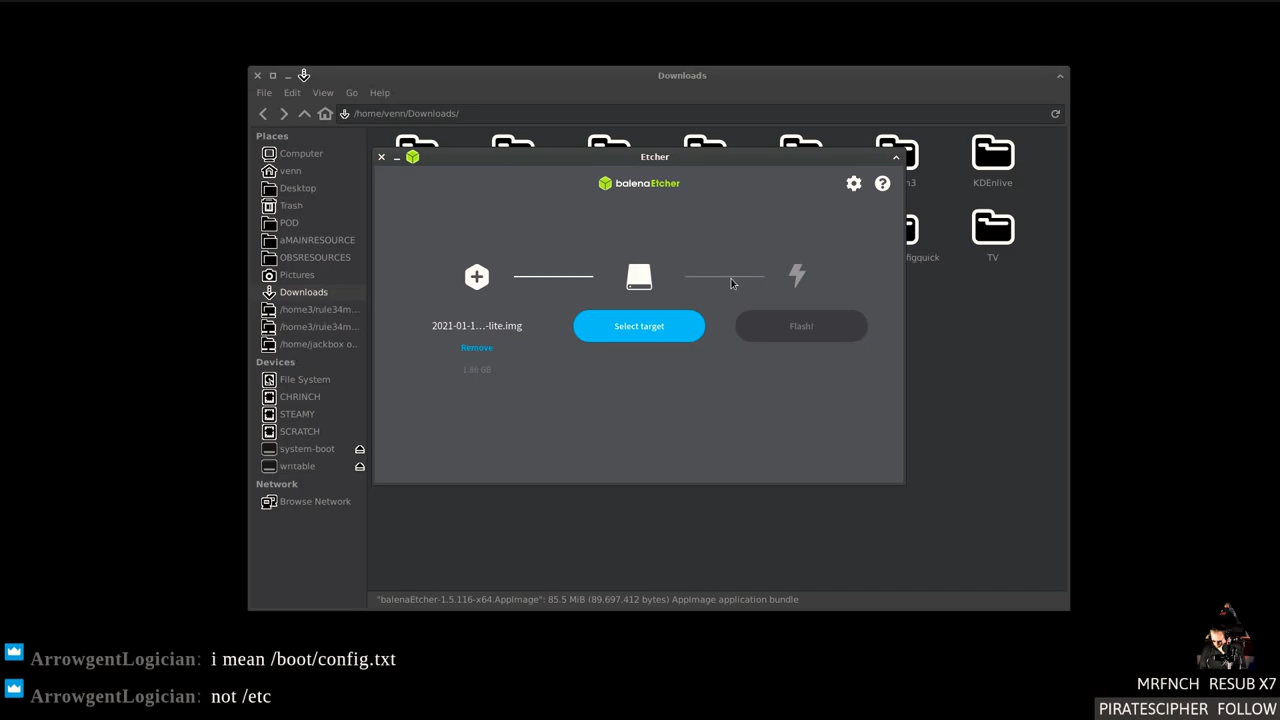 Downloads
File Edit View Go Help
/home/venn/Downloads/
Places
Computer
venn
Desktop
Trash
POD
aMAINRESOURCE
OBSRESOURCES
Pictures
Downloads
/home3/rule34m...
/home3/rule34m...
/home/jackbox o...
Devices
File System
CHRINCH
STEAMY
SCRATCH
system-boot
writable
Network
Browse Network
n3
KDEnlive
figquick
TV
Etcher
balenaEtcher
2021-01-1...-lite.img
Remove
1.86 GB
Select target
Flash!
"balenaEtcher-1.5.116-x64.AppImage": 85.5 MiB (89,697,412 bytes) AppImage application bundle
ArrowgentLogician: i mean /boot/config.txt
ArrowgentLogician: not /etc
MRFNCH RESUB X7
PIRATESCIPHER FOLLOW